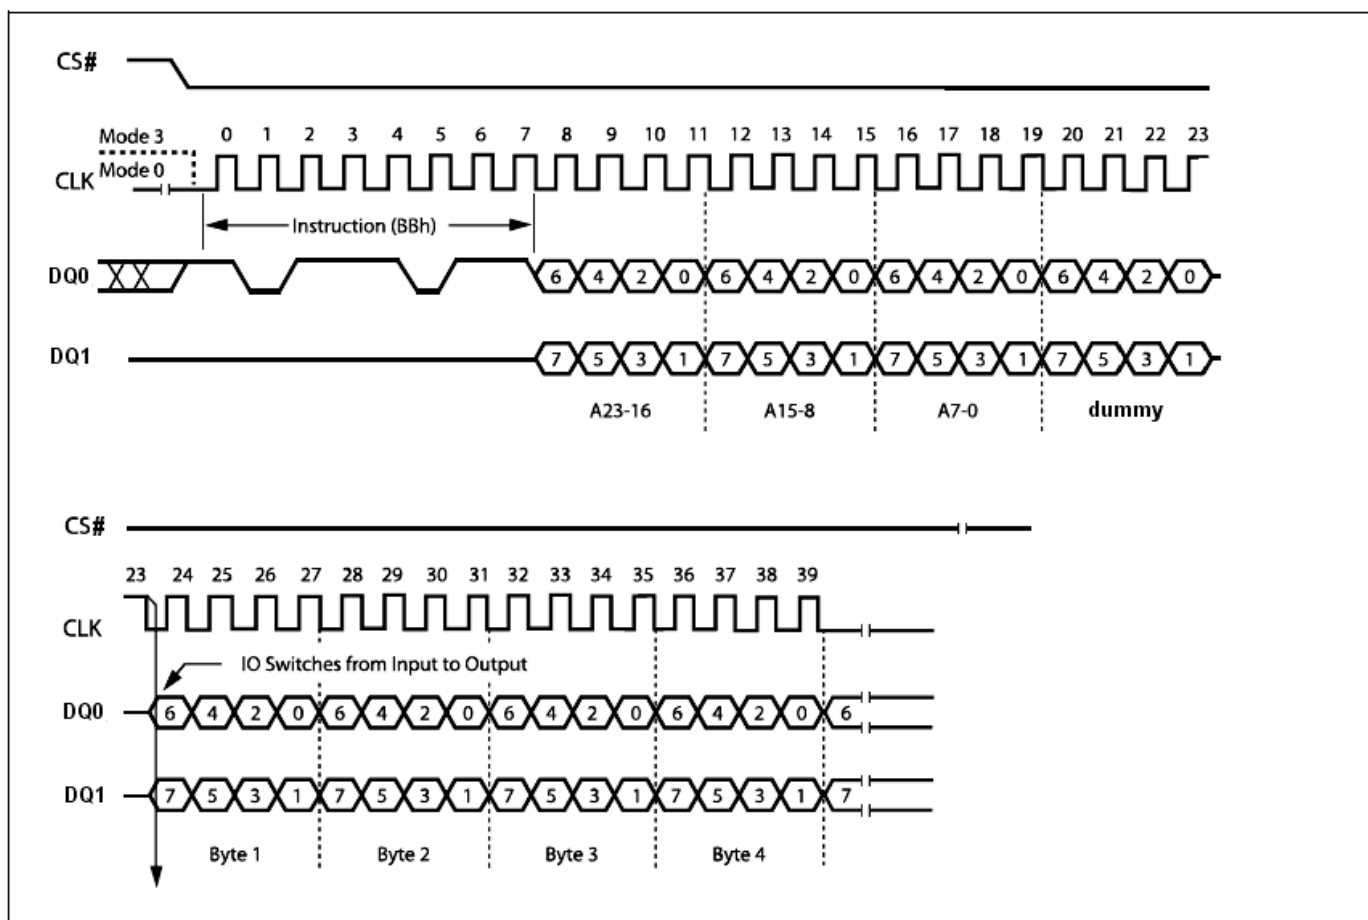 CS#
Mode 3 0 1 2 3 4 5 6 7 8 9 10 11 12 13 14 15 16 17 18 19 20 21 22 23
CLK Mode 0
Instruction (BBh)
DQ0 6 4 2 0 6 4 2 0 6 4 2 0 6 4 2 0
DQ1 7 5 3 1 7 5 3 1 7 5 3 1 7 5 3 1
A23-16 A15-8 A7-0 dummy
CS#
23 24 25 26 27 28 29 30 31 32 33 34 35 36 37 38 39
CLK
IO Switches from Input to Output
DQ0 6 4 2 0 6 4 2 0 6 4 2 0 6 4 2 0 6
DQ1 7 5 3 1 7 5 3 1 7 5 3 1 7 5 3 1 7
Byte 1 Byte 2 Byte 3 Byte 4